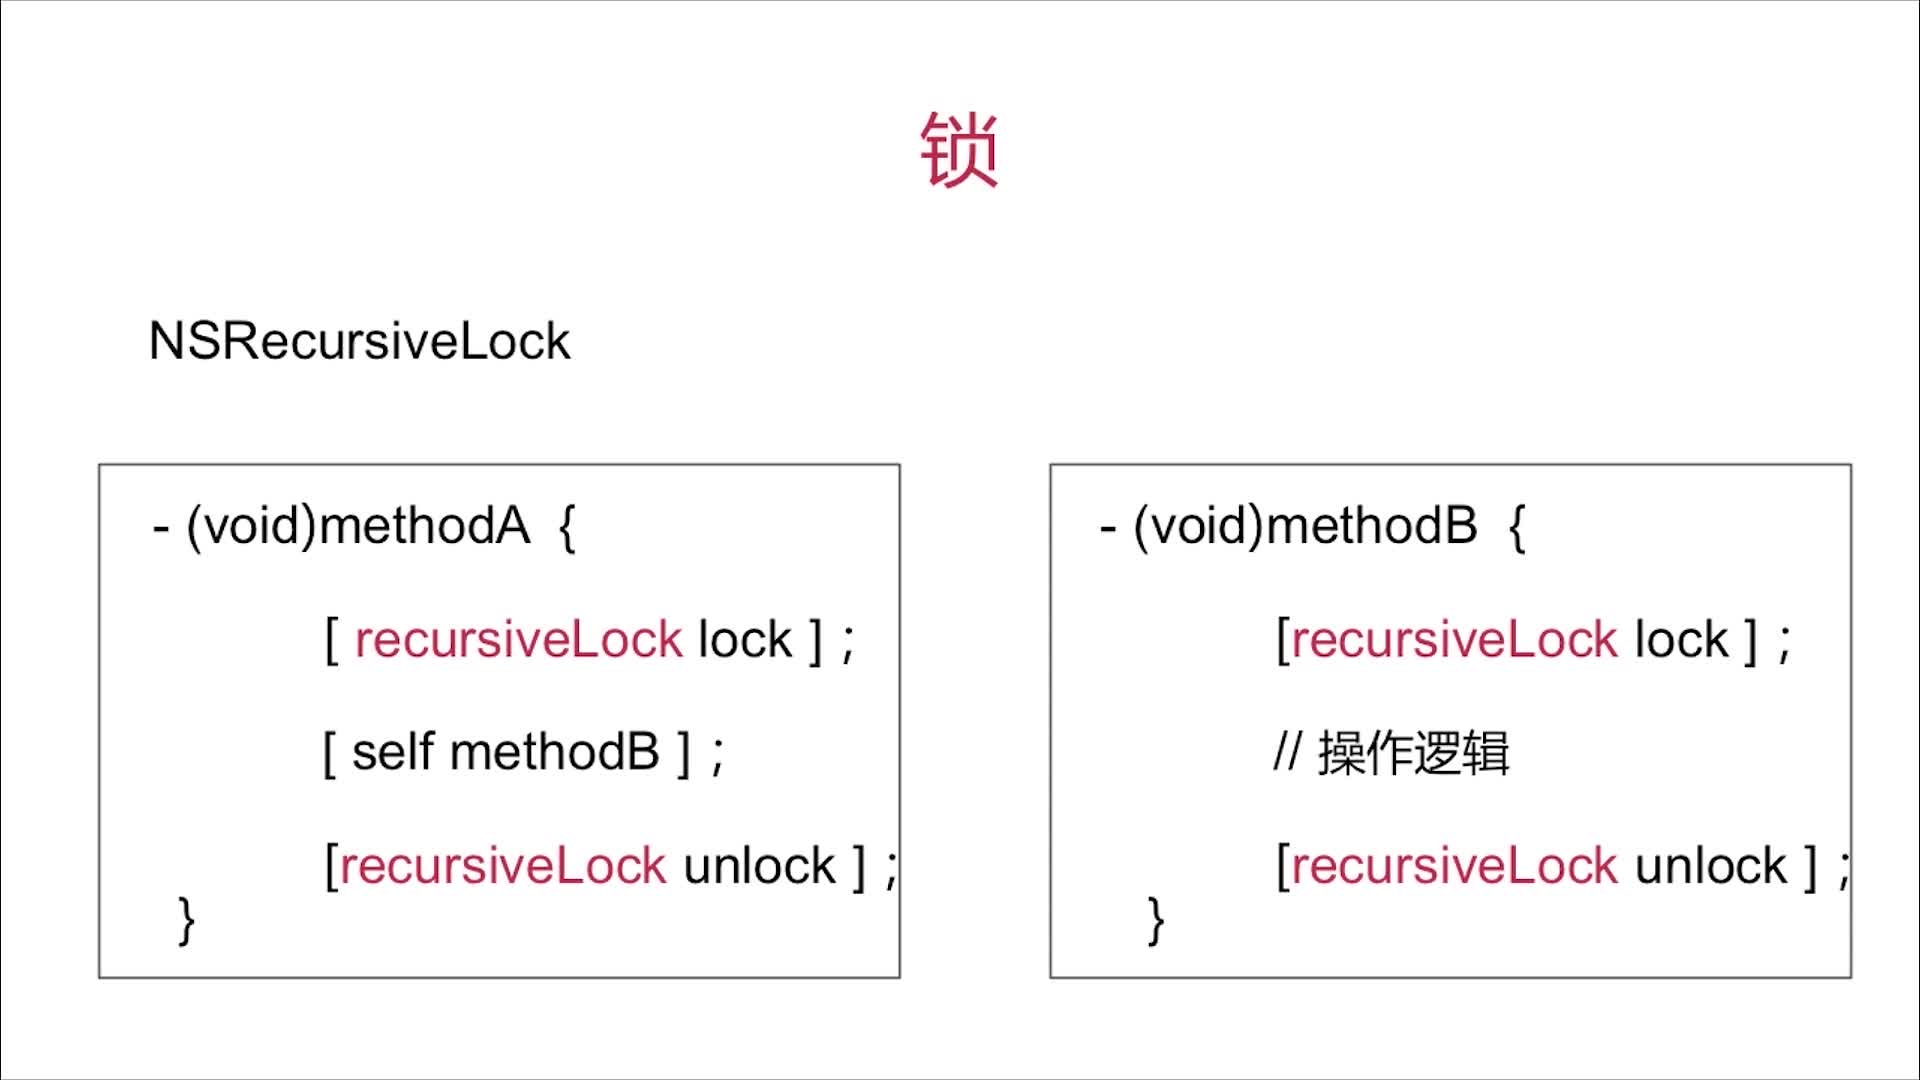 锁
NSRecursiveLock
- (void)methodA {
[ recursiveLock lock ] ;
[ self methodB ] ;
[recursiveLock unlock ] ;
}
- (void)methodB {
[recursiveLock lock ] ;
// 操作逻辑
[recursiveLock unlock ] ;
}